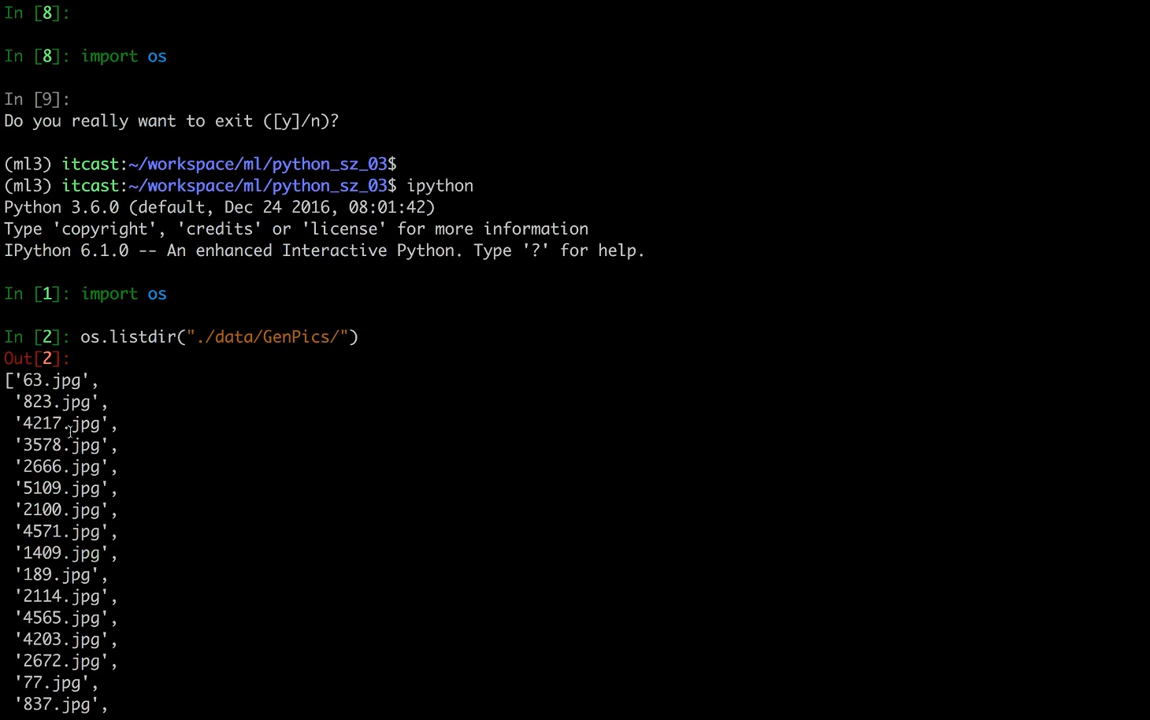 In [8]:
In [8]: import os
In [9]:
Do you really want to exit ([y]/n)?
(ml3) itcast:~/workspace/ml/python_sz_03$
(ml3) itcast:~/workspace/ml/python_sz_03$ ipython
Python 3.6.0 (default, Dec 24 2016, 08:01:42)
Type 'copyright', 'credits' or 'license' for more information
IPython 6.1.0 -- An enhanced Interactive Python. Type '?' for help.
In [1]: import os
In [2]: os.listdir("./data/GenPics/")
Out[2]:
['63.jpg',
'823.jpg',
'4217.jpg',
'3578.jpg',
'2666.jpg',
'5109.jpg',
'2100.jpg',
'4571.jpg',
'1409.jpg',
'189.jpg',
'2114.jpg',
'4565.jpg',
'4203.jpg',
'2672.jpg',
'77.jpg',
'837.jpg',